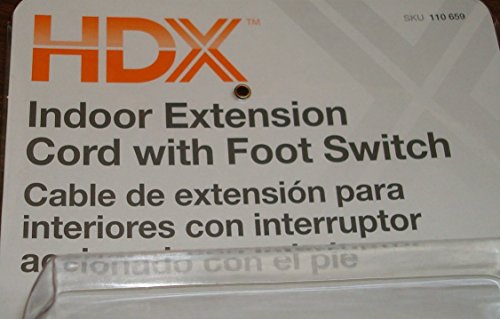 HDX™
SKU 110 659
Indoor Extension
Cord with Foot Switch
Cable de extensión para
interiores con interruptor
accionado con el pie